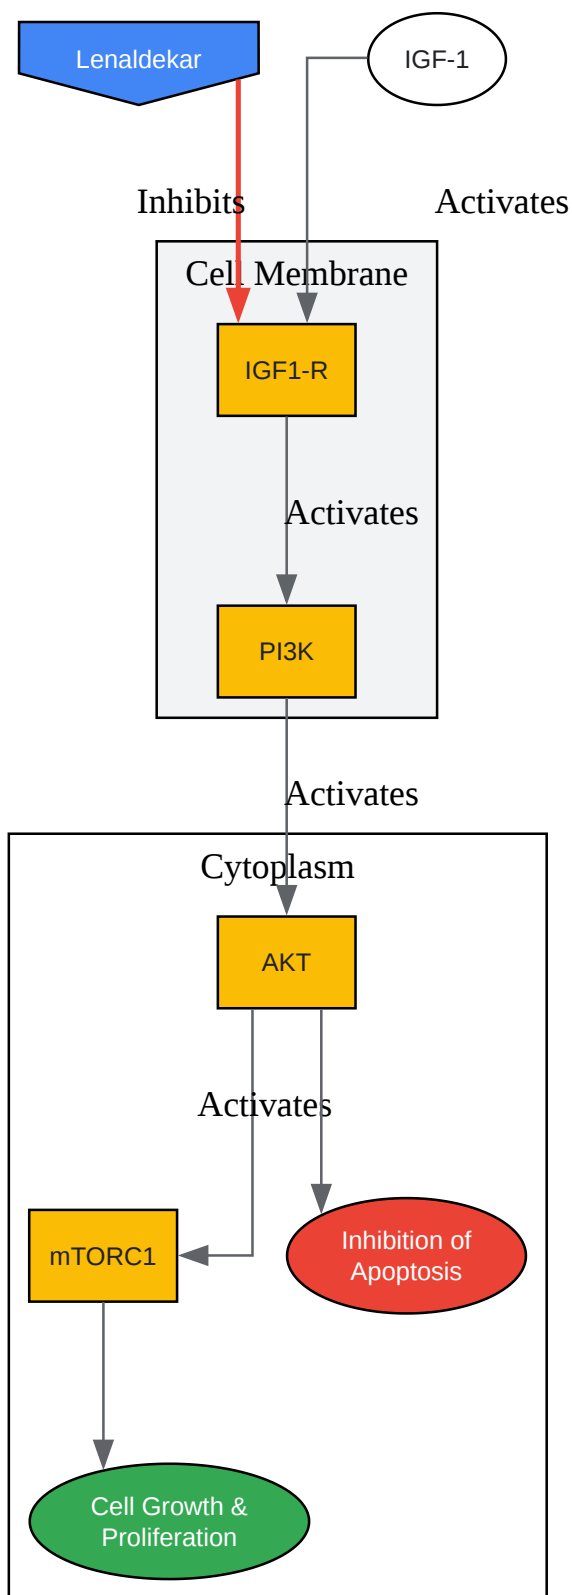 Lenaldekar
IGF-1
Inhibits
Activates
Cell Membrane
IGF1-R
Activates
PI3K
Activates
Cytoplasm
AKT
Activates
mTORC1
Inhibition of
Apoptosis
Cell Growth &
Proliferation